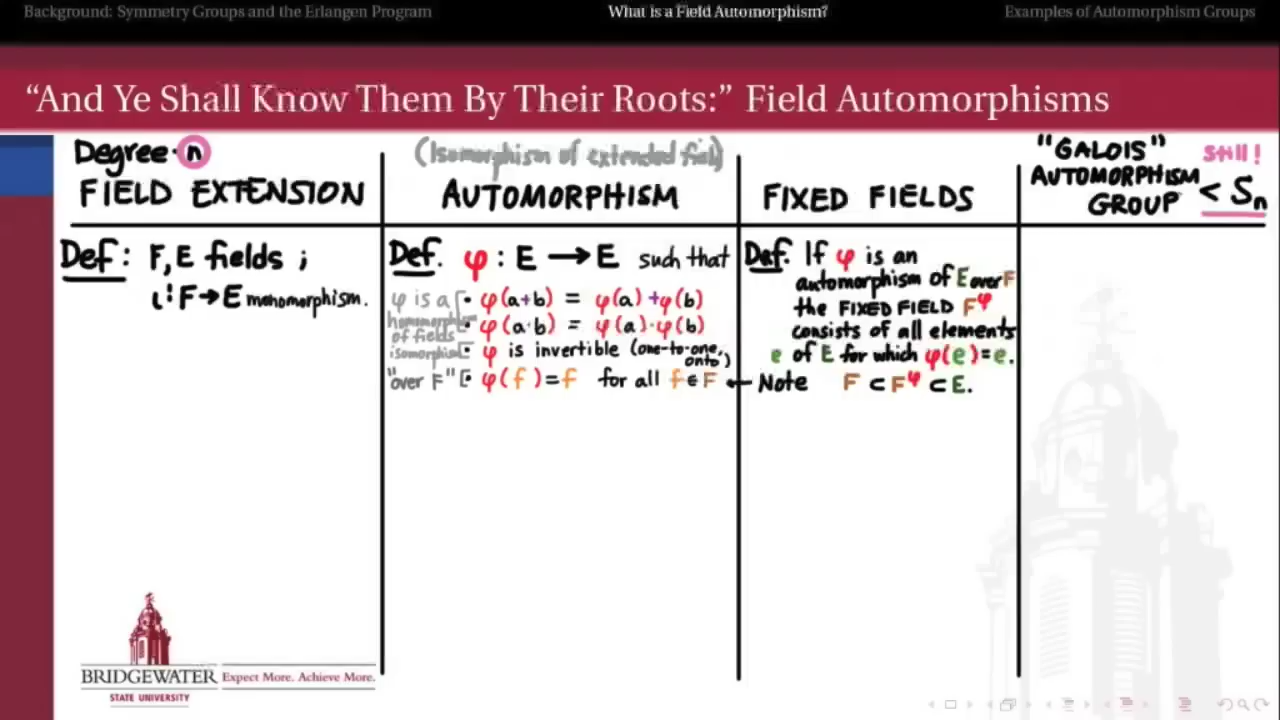 Background: Symmetry Groups and the Erlangen Program
What is a Field Automorphism?
Examples of Automorphism Groups
“And Ye Shall Know Them By Their Roots:” Field Automorphisms
Degree-n
FIELD EXTENSION
Def: F, E fields;
ι: F→E monomorphism.
(Isomorphism of extended field)
AUTOMORPHISM
Def. φ: E → E such that
φ is a homomorphism of fields
• φ(a+b) = φ(a)+φ(b)
• φ(a·b) = φ(a)·φ(b)
isomorphism • φ is invertible (one-to-one,
onto)
"over F" • φ(f)=f for all f∈F
FIXED FIELDS
Def. If φ is an
automorphism of E over F
the FIXED FIELD F^φ
consists of all elements
e of E for which φ(e)=e.
← Note F ⊂ F^φ ⊂ E.
"GALOIS"
Still!
AUTOMORPHISM
GROUP < Sn
BRIDGEWATER
STATE UNIVERSITY
Expect More. Achieve More.